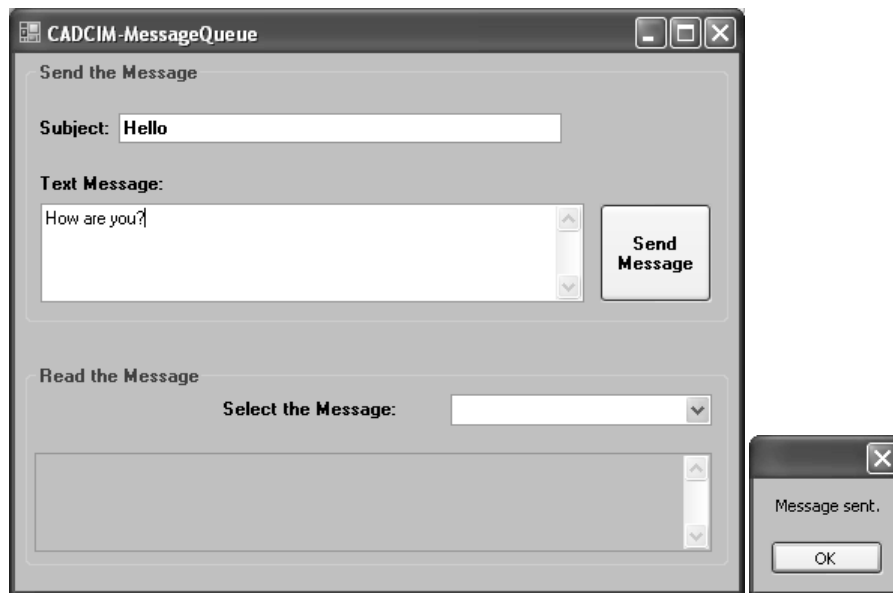 CADCIM-MessageQueue
Send the Message
Subject: Hello
Text Message:
How are you?
Send
Message
Read the Message
Select the Message:
Message sent.
OK